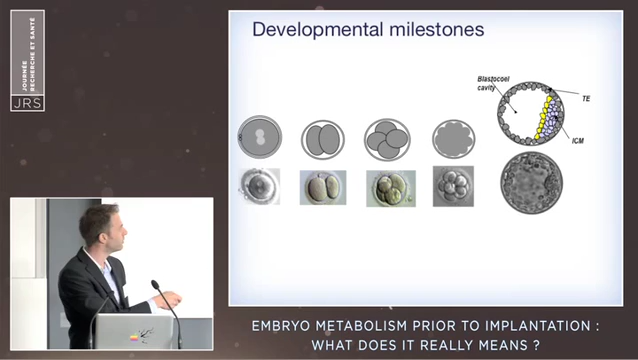 JOURNÉE
RECHERCHE ET SANTÉ
JRS
Developmental milestones
Blastocoel
cavity
TE
ICM
EMBRYO METABOLISM PRIOR TO IMPLANTATION :
WHAT DOES IT REALLY MEANS ?